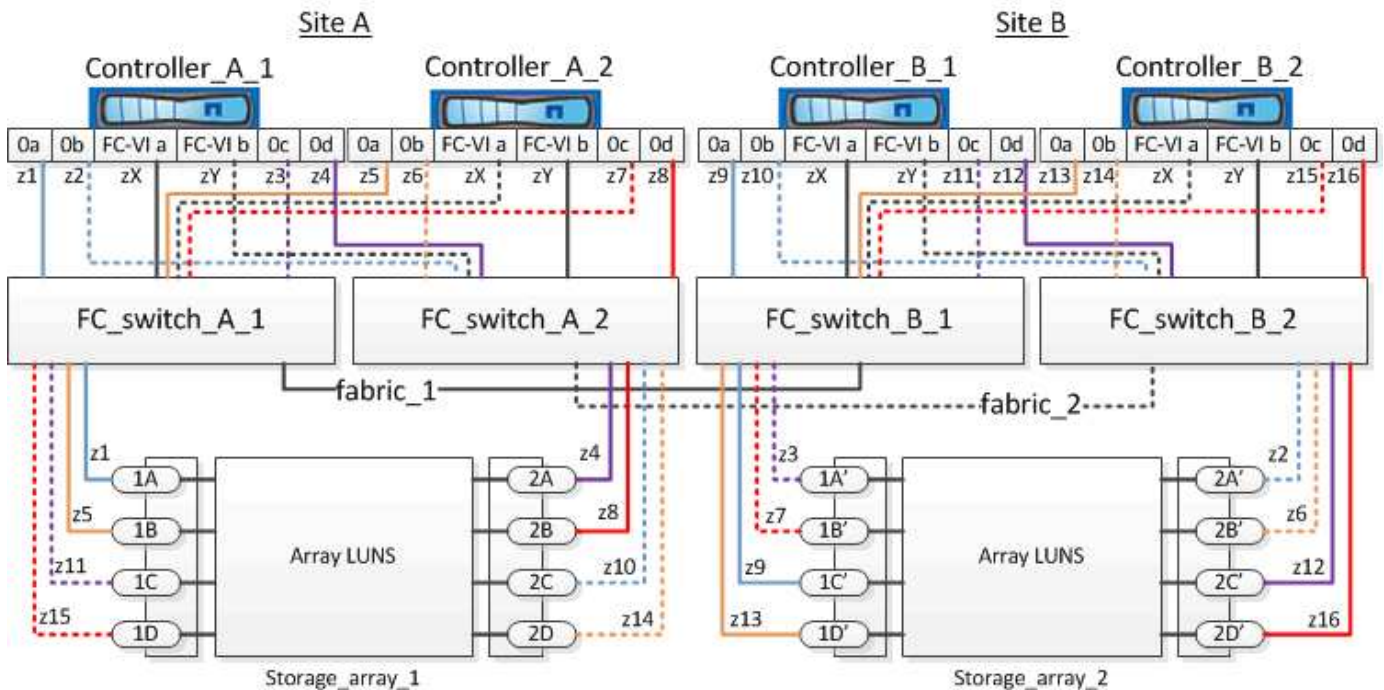 Site A Site B
Controller_A_1 Controller_A_2 Controller_B_1 Controller_B_2
0a 0b FC-VI a FC-VI b 0c 0d 0a 0b FC-VI a FC-VI b 0c 0d 0a 0b FC-VI a FC-VI b 0c 0d 0a 0b FC-VI a FC-VI b 0c 0d
z1 z2 zX zY z3 z4 z5 z6 zX zY z7 z8 z9 z10 zX zY z11 z12 z13 z14 zX zY z15 z16
FC_switch_A_1 FC_switch_A_2 FC_switch_B_1 FC_switch_B_2
fabric_1 fabric_2
z1 z4 z3 z2
1A 2A 1A’ 2A’
z5 z8 z7 z6
1B 2B 1B’ 2B’
Array LUNS Array LUNS
z11 z10 z9 z12
1C 2C 1C’ 2C’
z15 z14 z13 z16
1D 2D 1D’ 2D’
Storage_array_1 Storage_array_2